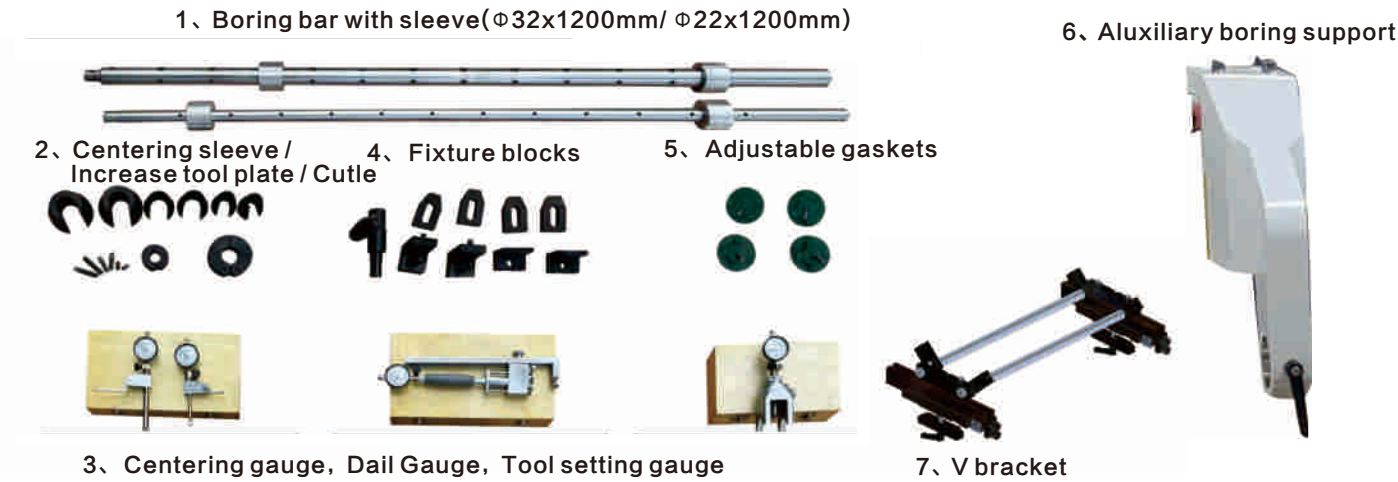 1、Boring bar with sleeve(Φ32x1200mm/ Φ22x1200mm)
6、Aluxiliary boring support
2、Centering sleeve /
Increase tool plate / Cutle
4、Fixture blocks
5、Adjustable gaskets
3、Centering gauge, Dail Gauge, Tool setting gauge
7、V bracket